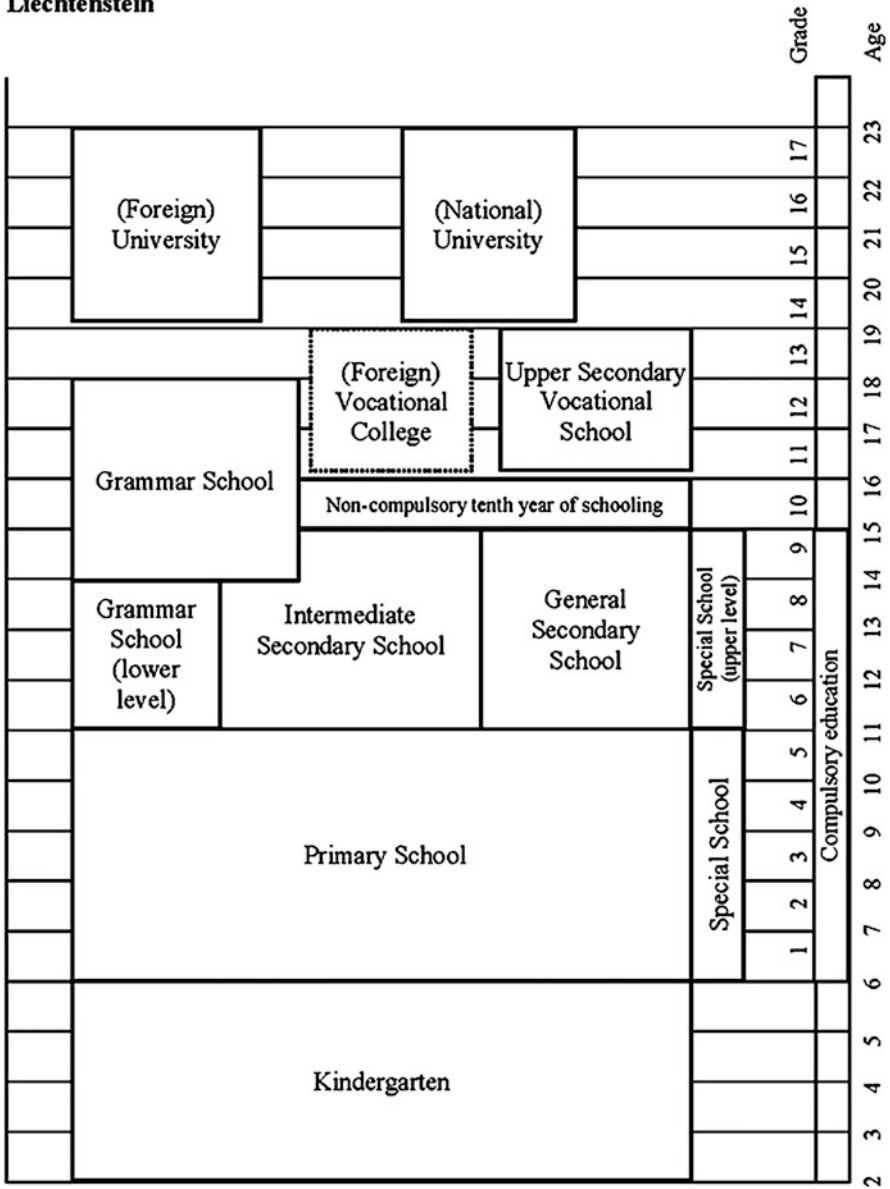 Liechtenstein
Grade
Age
(Foreign)
University
(National)
University
(Foreign)
Vocational
College
Upper Secondary
Vocational
School
Grammar School
Non-compulsory tenth year of schooling
Grammar
School
(lower
level)
Intermediate
Secondary School
General
Secondary
School
Special School
(upper level)
Primary School
Special School
Compulsory education
Kindergarten
17
16
15
14
13
12
11
10
9
8
7
6
5
4
3
2
1
23
22
21
20
19
18
17
16
15
14
13
12
11
10
9
8
7
6
5
4
3
2